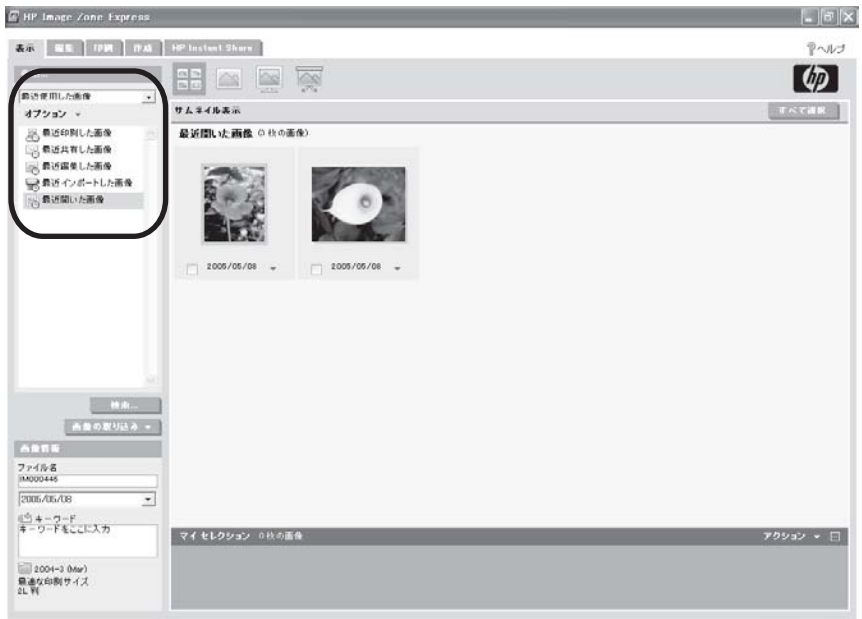 HP Image Zone Express
表示 編集 印刷 作成 HP Instant Share ヘルプ
最近使用した画像
オプション
最近印刷した画像
最近共有した画像
最近編集した画像
最近インポートした画像
最近開いた画像
サムネイル表示 すべて選択
最近開いた画像 (2 枚の画像)
2005/05/08
2005/05/08
検索...
画像の取り込み
画像情報
ファイル名
IM000446
2005/05/08
キーワード
キーワードをここに入力
2004-3 (Mar)
最適な印刷サイズ
2L 判
マイ セレクション 0 枚の画像
アクション
hp